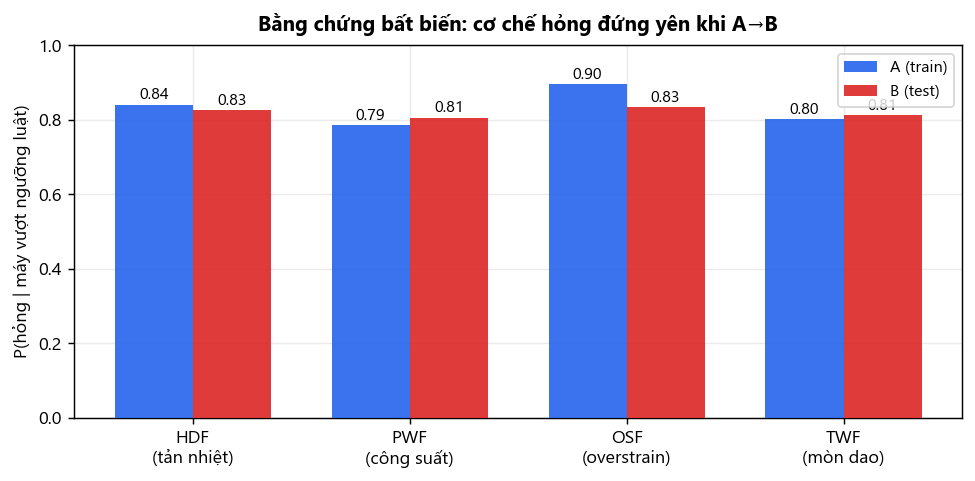 Bằng chứng bất biến: cơ chế hỏng đứng yên khi A→B
P(hỏng | máy vượt ngưỡng luật)
1.0
0.8
0.6
0.4
0.2
0.0
A (train)
B (test)
0.84
0.83
0.79
0.81
0.90
0.83
0.80
0.81
HDF
(tản nhiệt)
PWF
(công suất)
OSF
(overstrain)
TWF
(mòn dao)